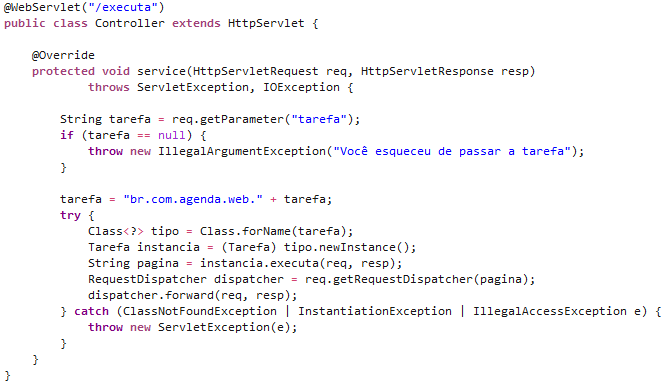 @WebServlet("/executa")
public class Controller extends HttpServlet {
@Override
protected void service(HttpServletRequest req, HttpServletResponse resp)
throws ServletException, IOException {
String tarefa = req.getParameter("tarefa");
if (tarefa == null) {
throw new IllegalArgumentException("Você esqueceu de passar a tarefa");
}
tarefa = "br.com.agenda.web." + tarefa;
try {
Class<?> tipo = Class.forName(tarefa);
Tarefa instancia = (Tarefa) tipo.newInstance();
String pagina = instancia.executa(req, resp);
RequestDispatcher dispatcher = req.getRequestDispatcher(pagina);
dispatcher.forward(req, resp);
} catch (ClassNotFoundException | InstantiationException | IllegalAccessException e) {
throw new ServletException(e);
}
}
}